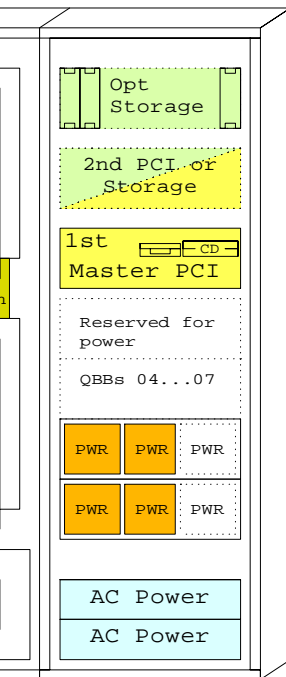 Opt
Storage
2nd PCI or
Storage
1st
CD
Master PCI
Reserved for
power
QBBs 04...07
PWR PWR PWR
PWR PWR PWR
AC Power
AC Power